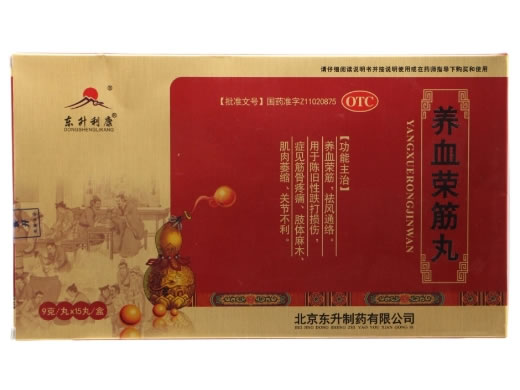 请仔细阅读说明书并按说明使用或在药师指导下购买和使用
东升利康®
DONGSHENGLIKANG
【批准文号】国药准字Z11020875
OTC
养血荣筋丸
YANGXUERONGJINWAN
【功能主治】
养血荣筋，祛风通络。
用于陈旧性跌打损伤，
症见筋骨疼痛、肢体麻木、
肌肉萎缩、关节不利。
9克/丸×15丸/盒
北京东升制药有限公司